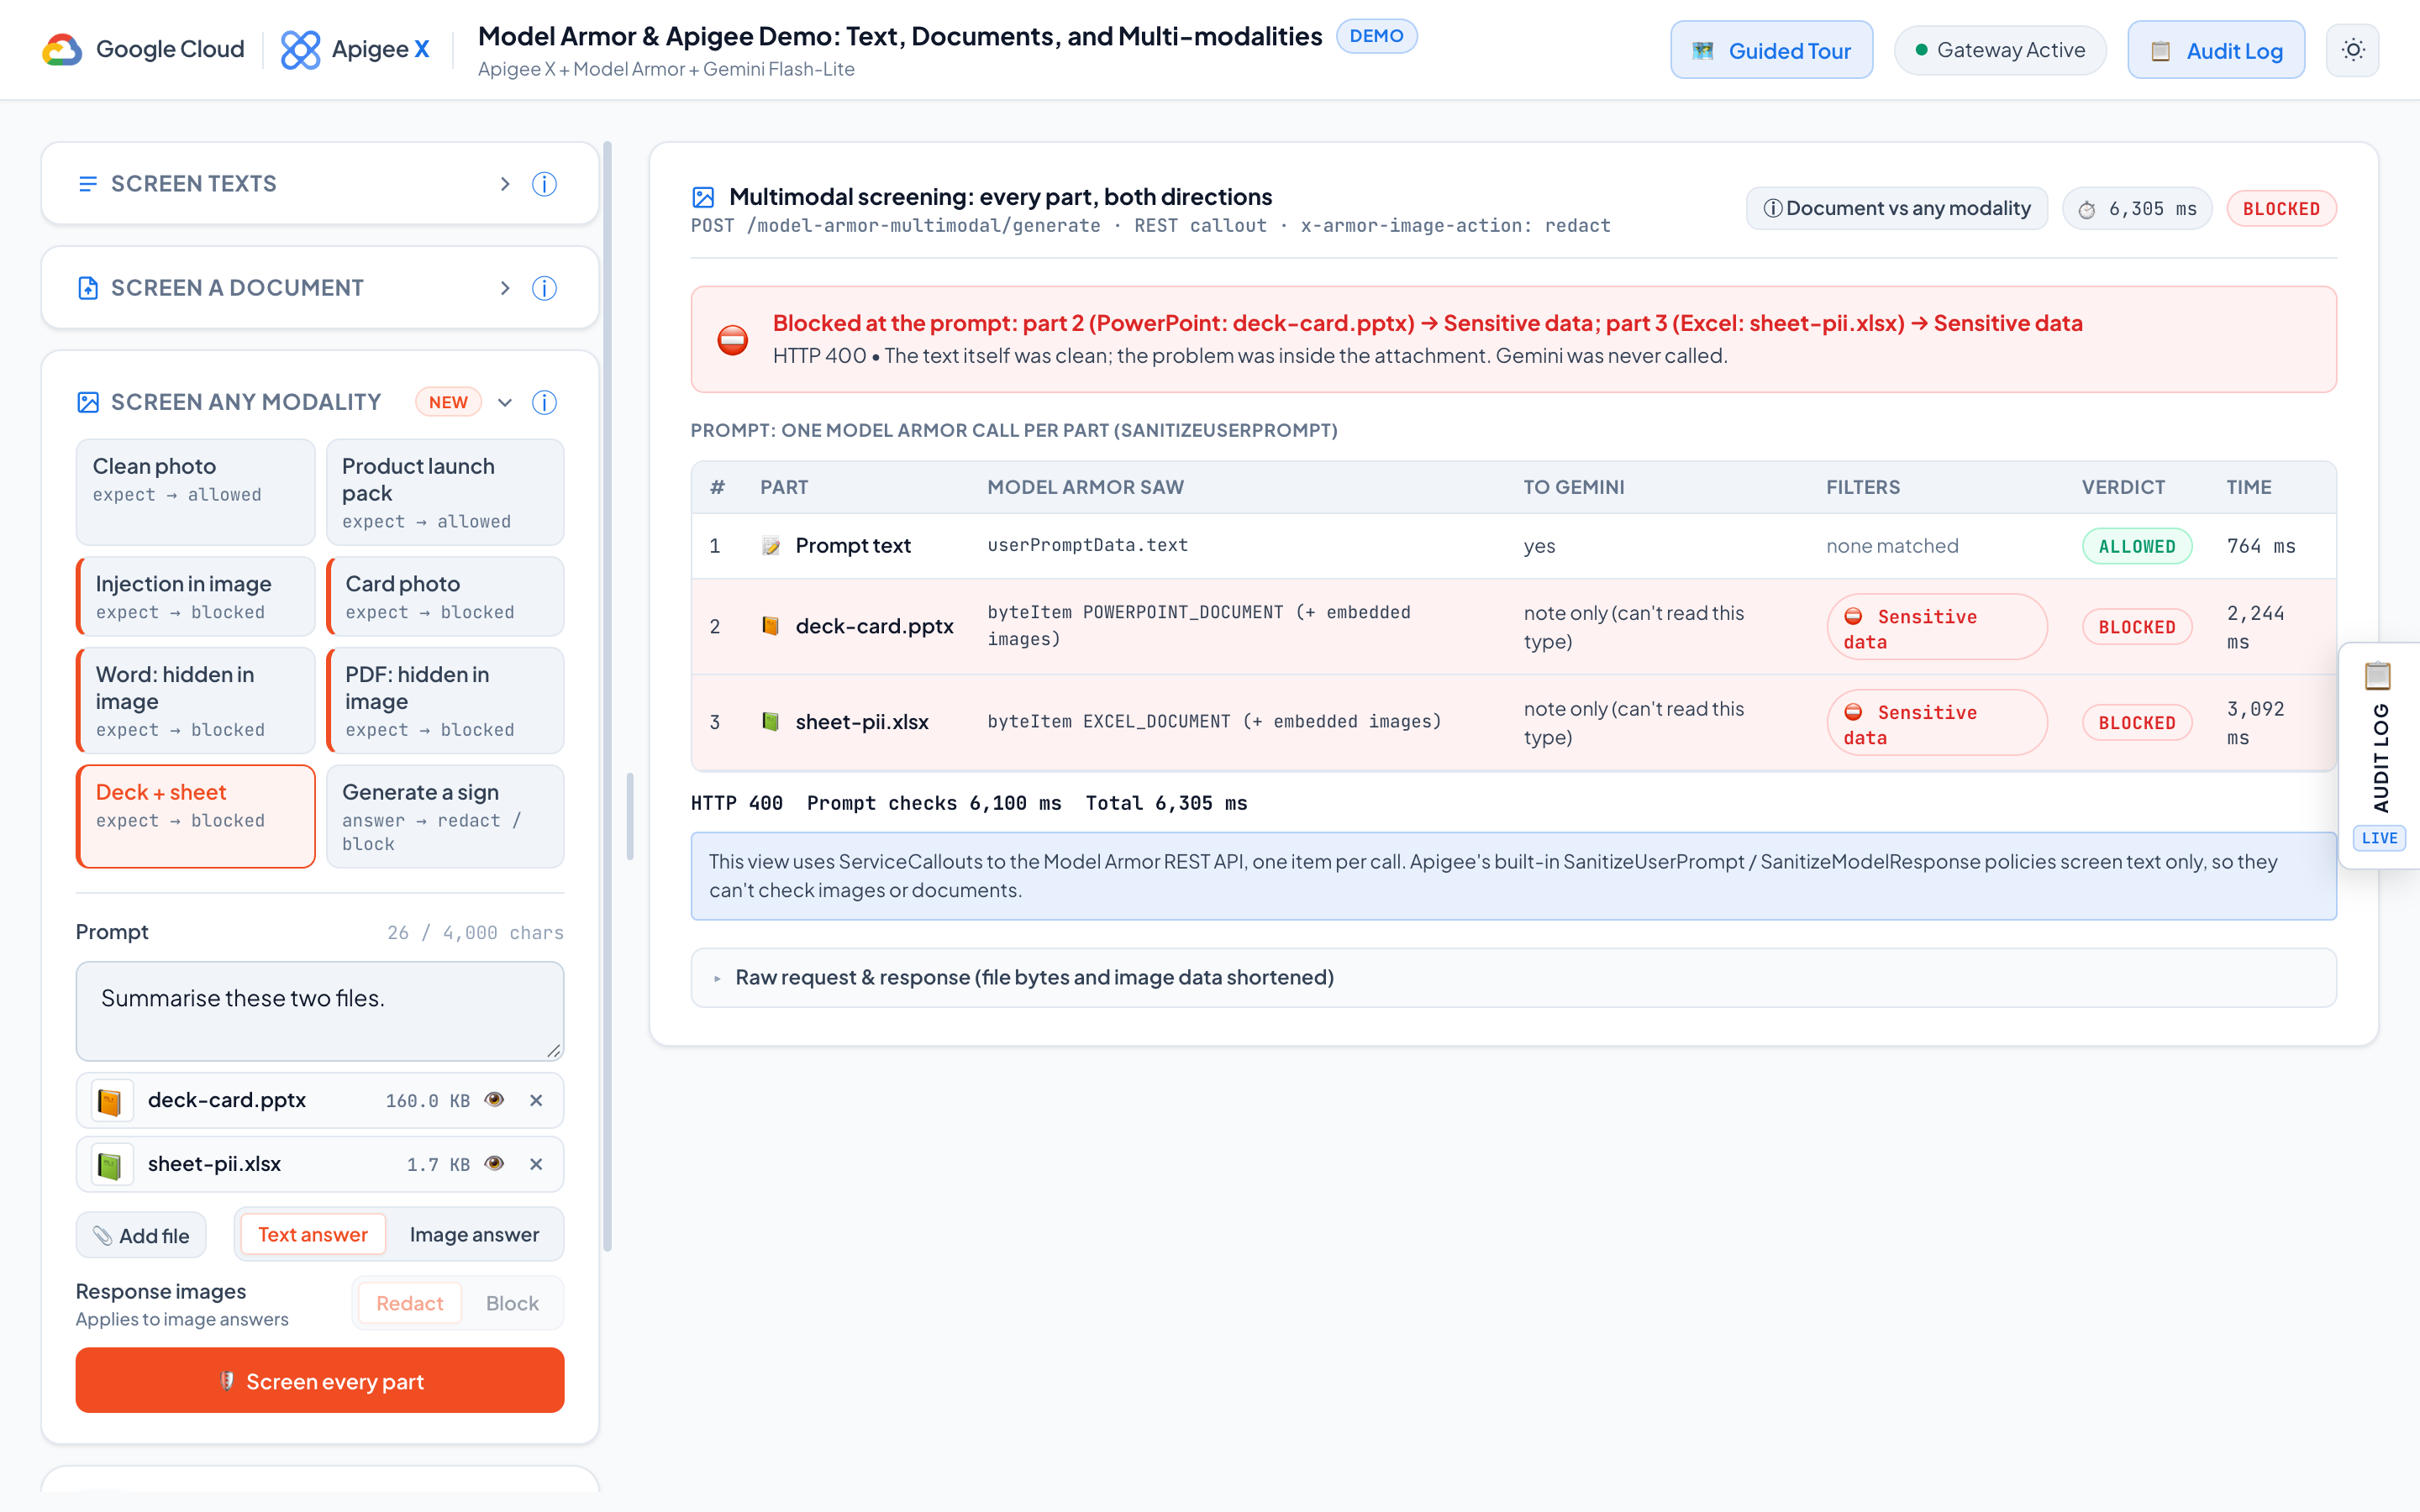 Google Cloud
Apigee X
Model Armor & Apigee Demo: Text, Documents, and Multi-modalities
DEMO
Apigee X + Model Armor + Gemini Flash-Lite
Guided Tour
Gateway Active
Audit Log
SCREEN TEXTS
SCREEN A DOCUMENT
SCREEN ANY MODALITY
NEW
Clean photo
expect → allowed
Product launch
pack
expect → allowed
Injection in image
expect → blocked
Card photo
expect → blocked
Word: hidden in
image
expect → blocked
PDF: hidden in
image
expect → blocked
Deck + sheet
expect → blocked
Generate a sign
answer → redact /
block
Prompt
26 / 4,000 chars
Summarise these two files.
deck-card.pptx
160.0 KB
sheet-pii.xlsx
1.7 KB
Add file
Text answer
Image answer
Response images
Applies to image answers
Redact
Block
Screen every part
Multimodal screening: every part, both directions
POST /model-armor-multimodal/generate · REST callout · x-armor-image-action: redact
Document vs any modality
6,305 ms
BLOCKED
Blocked at the prompt: part 2 (PowerPoint: deck-card.pptx) → Sensitive data; part 3 (Excel: sheet-pii.xlsx) → Sensitive data
HTTP 400 • The text itself was clean; the problem was inside the attachment. Gemini was never called.
PROMPT: ONE MODEL ARMOR CALL PER PART (SANITIZEUSERPROMPT)
# PART MODEL ARMOR SAW TO GEMINI FILTERS VERDICT TIME
1 Prompt text userPromptData.text yes none matched ALLOWED 764 ms
2 deck-card.pptx byteItem POWERPOINT_DOCUMENT (+ embedded
images)
note only (can't read this
type)
Sensitive
data
BLOCKED
2,244
ms
3 sheet-pii.xlsx byteItem EXCEL_DOCUMENT (+ embedded images)
note only (can't read this
type)
Sensitive
data
BLOCKED
3,092
ms
HTTP 400 Prompt checks 6,100 ms Total 6,305 ms
This view uses ServiceCallouts to the Model Armor REST API, one item per call. Apigee's built-in SanitizeUserPrompt / SanitizeModelResponse policies screen text only, so they
can't check images or documents.
Raw request & response (file bytes and image data shortened)
AUDIT LOG
LIVE